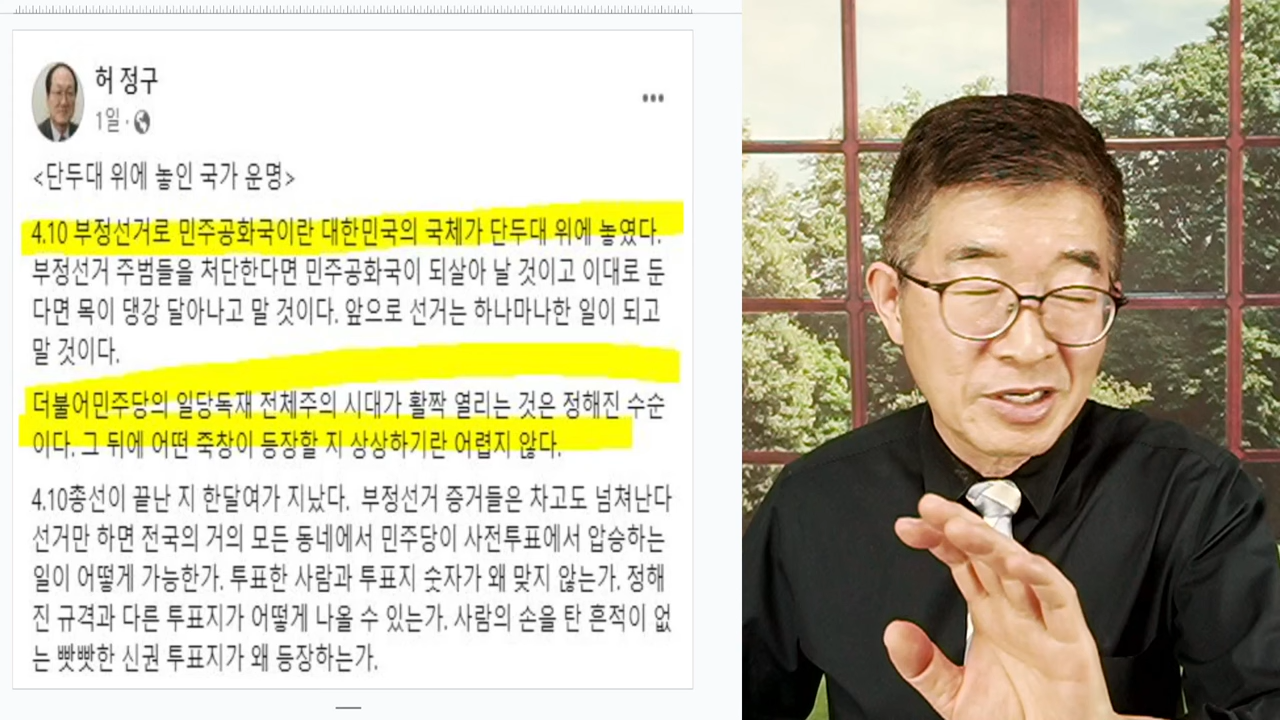 허 정구
1일 ·
<단두대 위에 놓인 국가 운명>
4.10 부정선거로 민주공화국이란 대한민국의 국체가 단두대 위에 놓였다.
부정선거 주범들을 처단한다면 민주공화국이 되살아 날 것이고 이대로 둔
다면 목이 댕강 달아나고 말 것이다. 앞으로 선거는 하나마나한 일이 되고
말 것이다.
더불어민주당의 일당독재 전체주의 시대가 활짝 열리는 것은 정해진 수순
이다. 그 뒤에 어떤 죽창이 등장할 지 상상하기란 어렵지 않다.
4.10총선이 끝난 지 한달여가 지났다. 부정선거 증거들은 차고도 넘쳐난다
선거만 하면 전국의 거의 모든 동네에서 민주당이 사전투표에서 압승하는
일이 어떻게 가능한가. 투표한 사람과 투표지 숫자가 왜 맞지 않는가. 정해
진 규격과 다른 투표지가 어떻게 나올 수 있는가. 사람의 손을 탄 흔적이 없
는 빳빳한 신권 투표지가 왜 등장하는가.